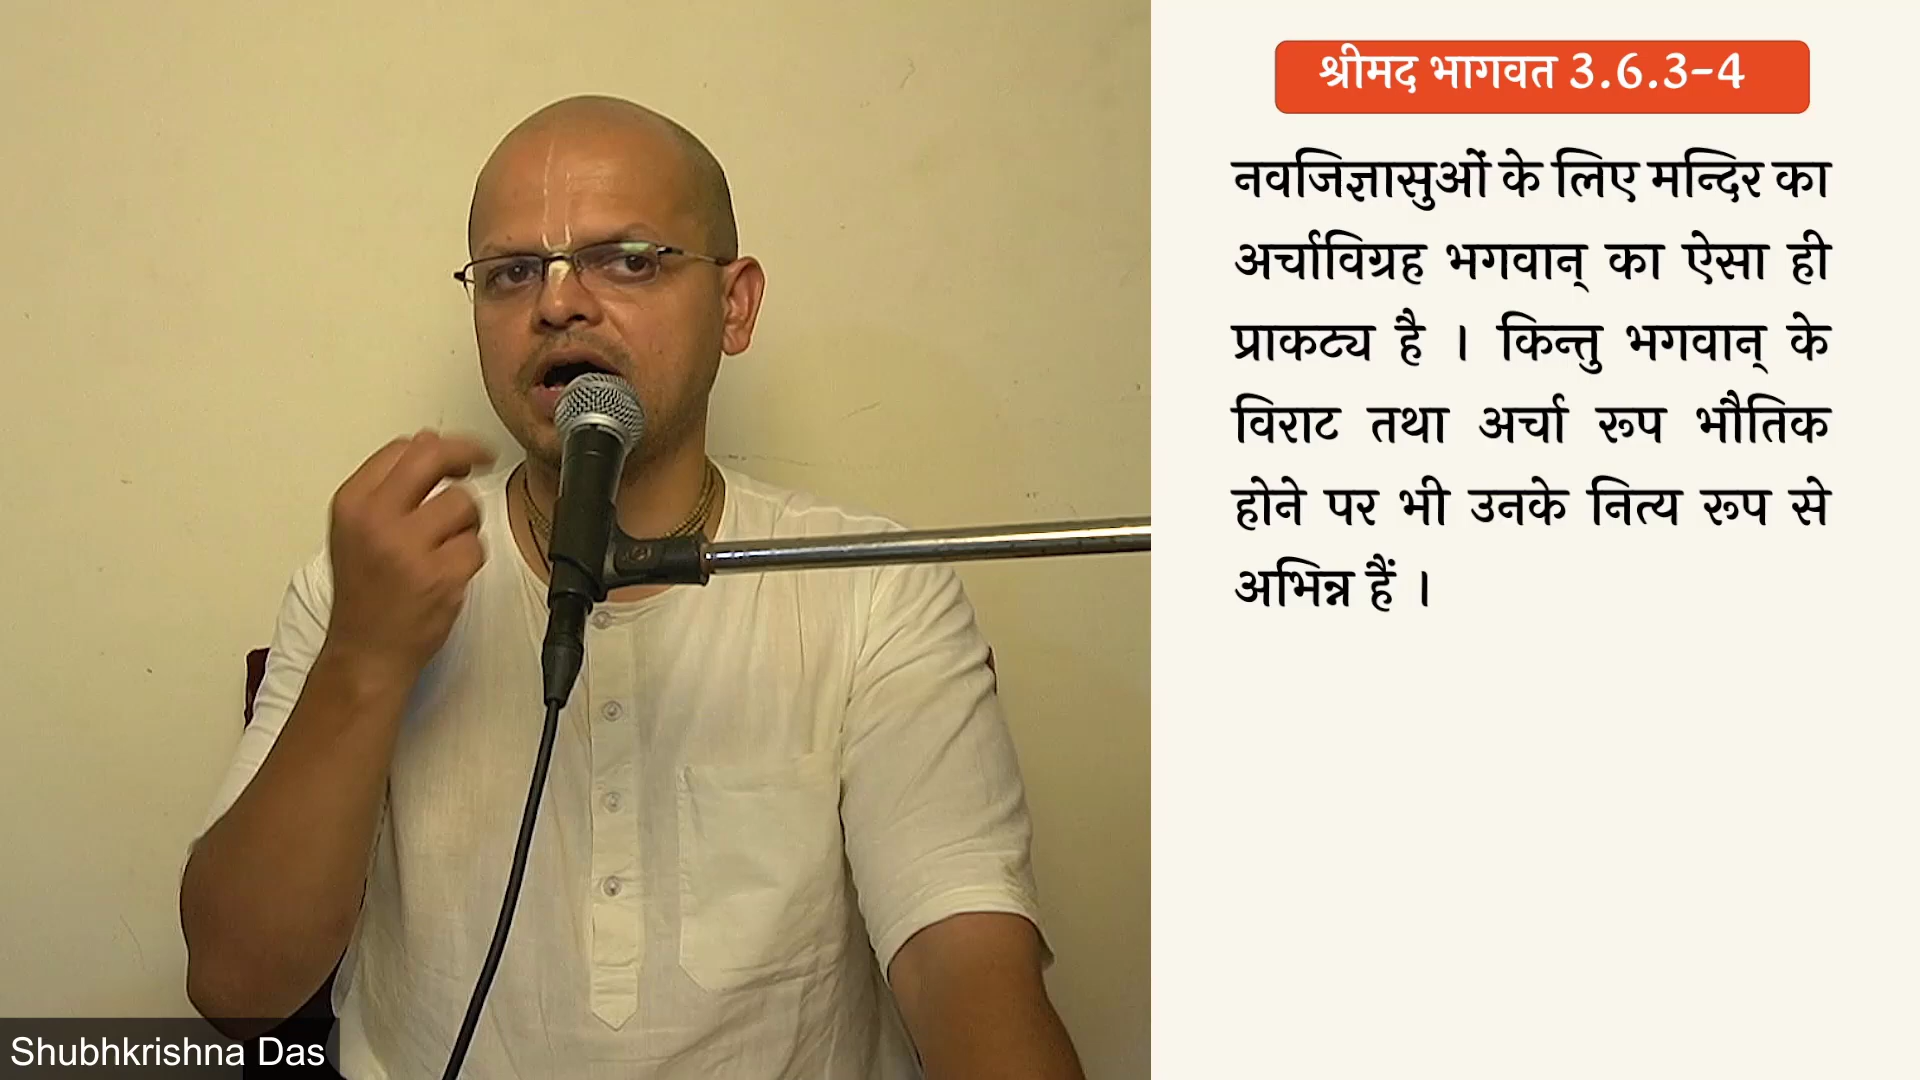 श्रीमद भागवत 3.6.3-4
नवजिज्ञासुओं के लिए मन्दिर का
अर्चाविग्रह भगवान् का ऐसा ही
प्राकट्य है । किन्तु भगवान् के
विराट तथा अर्चा रूप भौतिक
होने पर भी उनके नित्य रूप से
अभिन्न हैं ।
Shubhkrishna Das